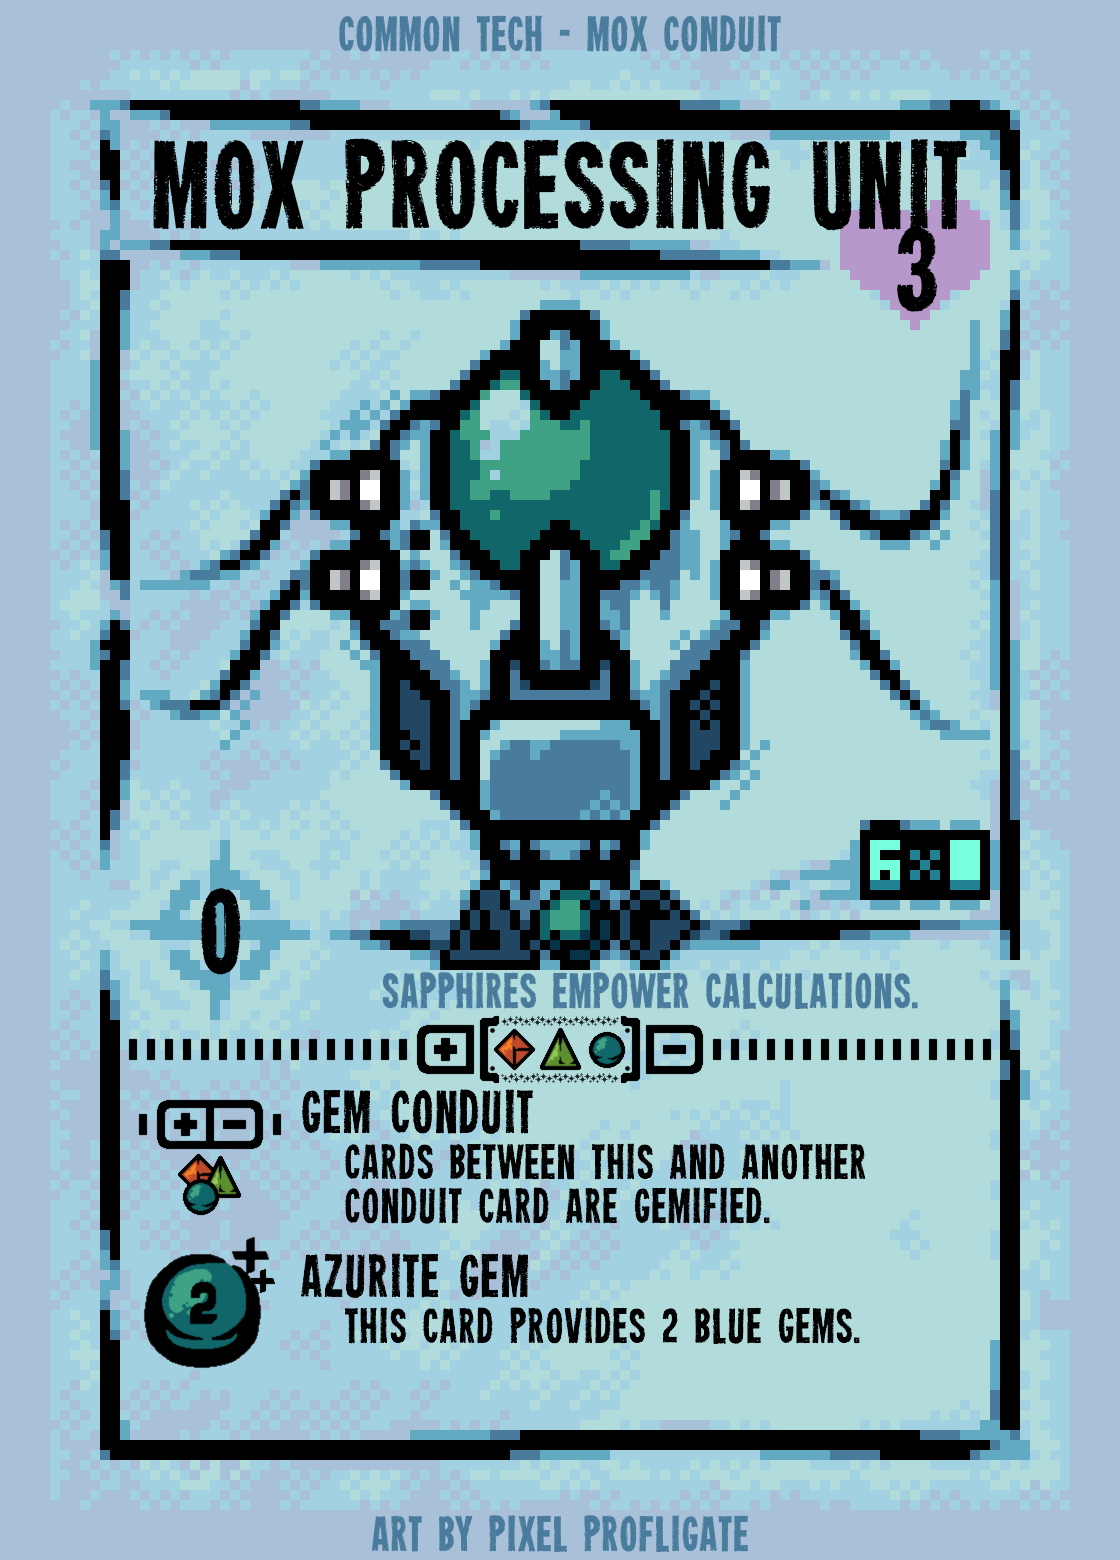 COMMON TECH - MOX CONDUIT
MOX PROCESSING UNIT
3
6
0
SAPPHIRES EMPOWER CALCULATIONS.
GEM CONDUIT
CARDS BETWEEN THIS AND ANOTHER
CONDUIT CARD ARE GEMIFIED.
2
AZURITE GEM
THIS CARD PROVIDES 2 BLUE GEMS.
ART BY PIXEL PROFLIGATE